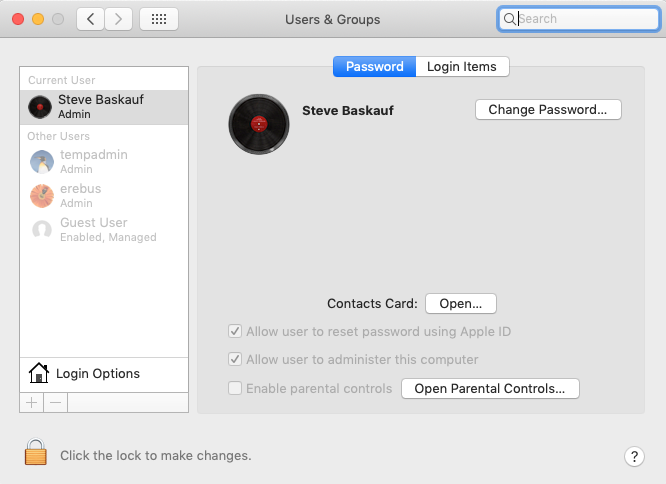 Users & Groups
Search
Password
Login Items
Current User
Steve Baskauf
Admin
Other Users
tempadmin
Admin
erebus
Admin
Guest User
Enabled, Managed
Login Options
Steve Baskauf
Change Password...
Contacts Card:
Open...
Allow user to reset password using Apple ID
Allow user to administer this computer
Enable parental controls
Open Parental Controls...
Click the lock to make changes.
?